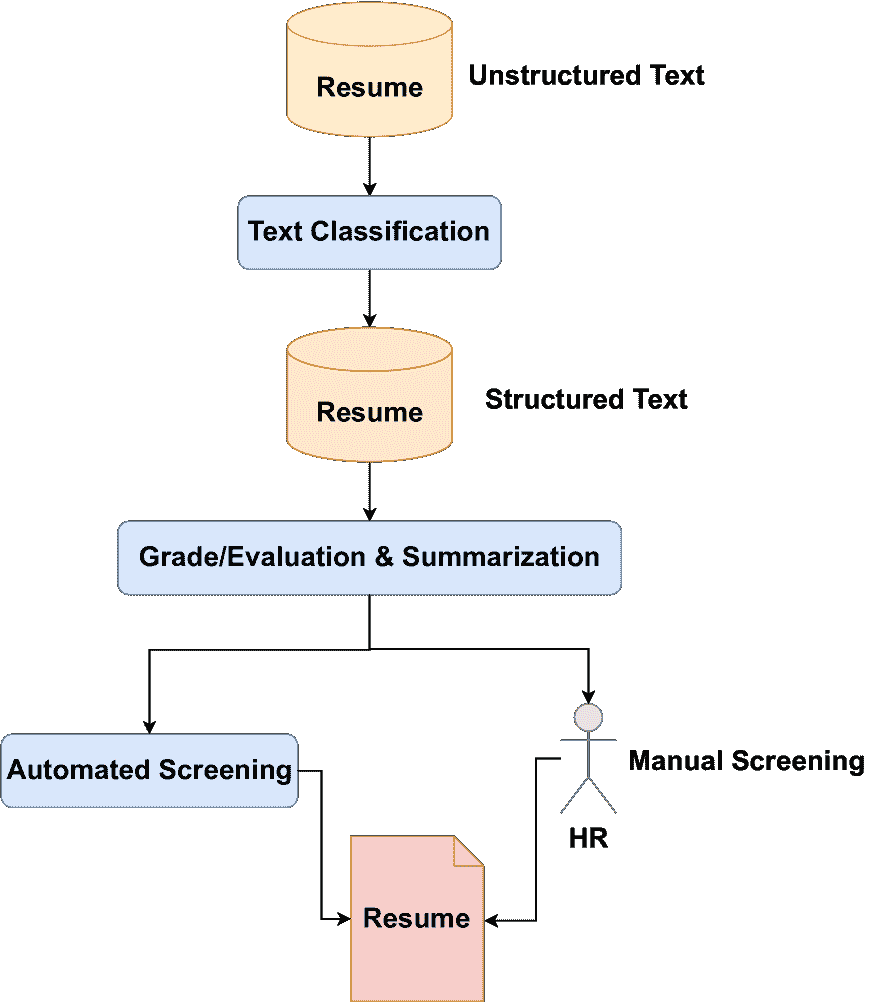 Resume
Unstructured Text
Text Classification
Resume
Structured Text
Grade/Evaluation & Summarization
Automated Screening
Manual Screening
HR
Resume